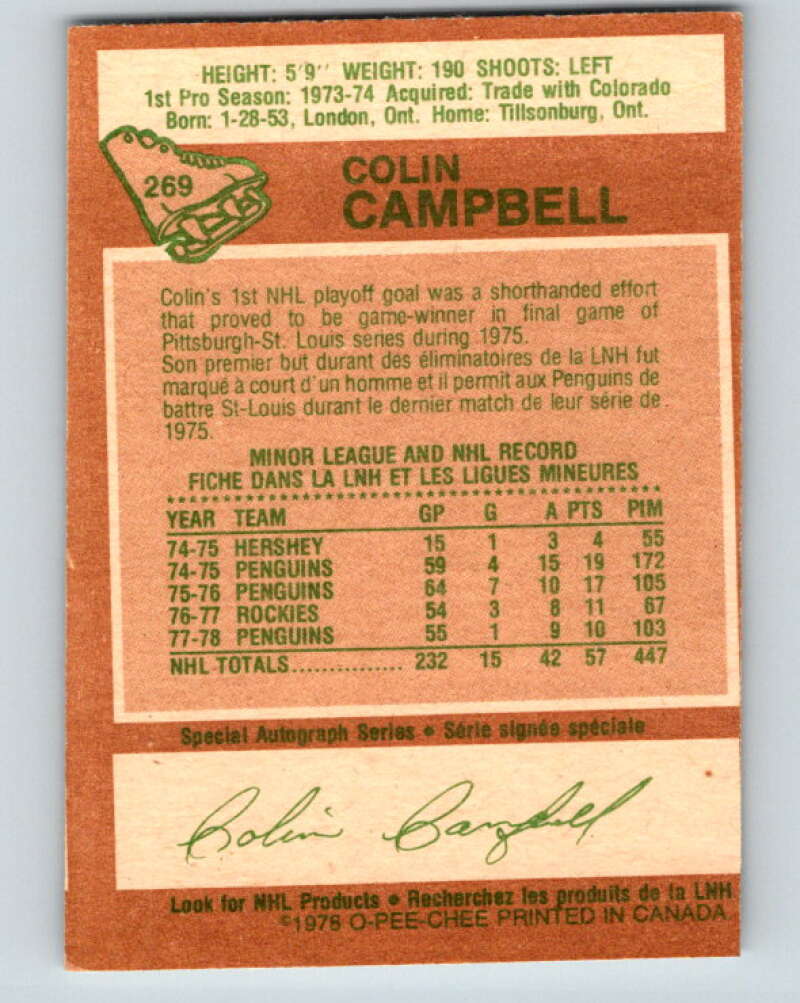 HEIGHT: 5'9" WEIGHT: 190 SHOOTS: LEFT
1st Pro Season: 1973-74 Acquired: Trade with Colorado
Born: 1-28-53, London, Ont. Home: Tillsonburg, Ont.
269
COLIN
CAMPBELL
Colin's 1st NHL playoff goal was a shorthanded effort
that proved to be game-winner in final game of
Pittsburgh-St. Louis series during 1975.
Son premier but durant des éliminatoires de la LNH fut
marqué à court d'un homme et il permit aux Penguins de
battre St-Louis durant le dernier match de leur série de
1975.
MINOR LEAGUE AND NHL RECORD
FICHE DANS LA LNH ET LES LIGUES MINEURES
YEAR TEAM GP G A PTS PIM
74-75 HERSHEY 15 1 3 4 55
74-75 PENGUINS 59 4 15 19 172
75-76 PENGUINS 64 7 10 17 105
76-77 ROCKIES 54 3 8 11 67
77-78 PENGUINS 55 1 9 10 103
NHL TOTALS............... 232 15 42 57 447
Special Autograph Series • Série signée spéciale
Colin Campbell
Look for NHL Products • Recherchez les produits de la LNH
©1978 O-PEE-CHEE PRINTED IN CANADA